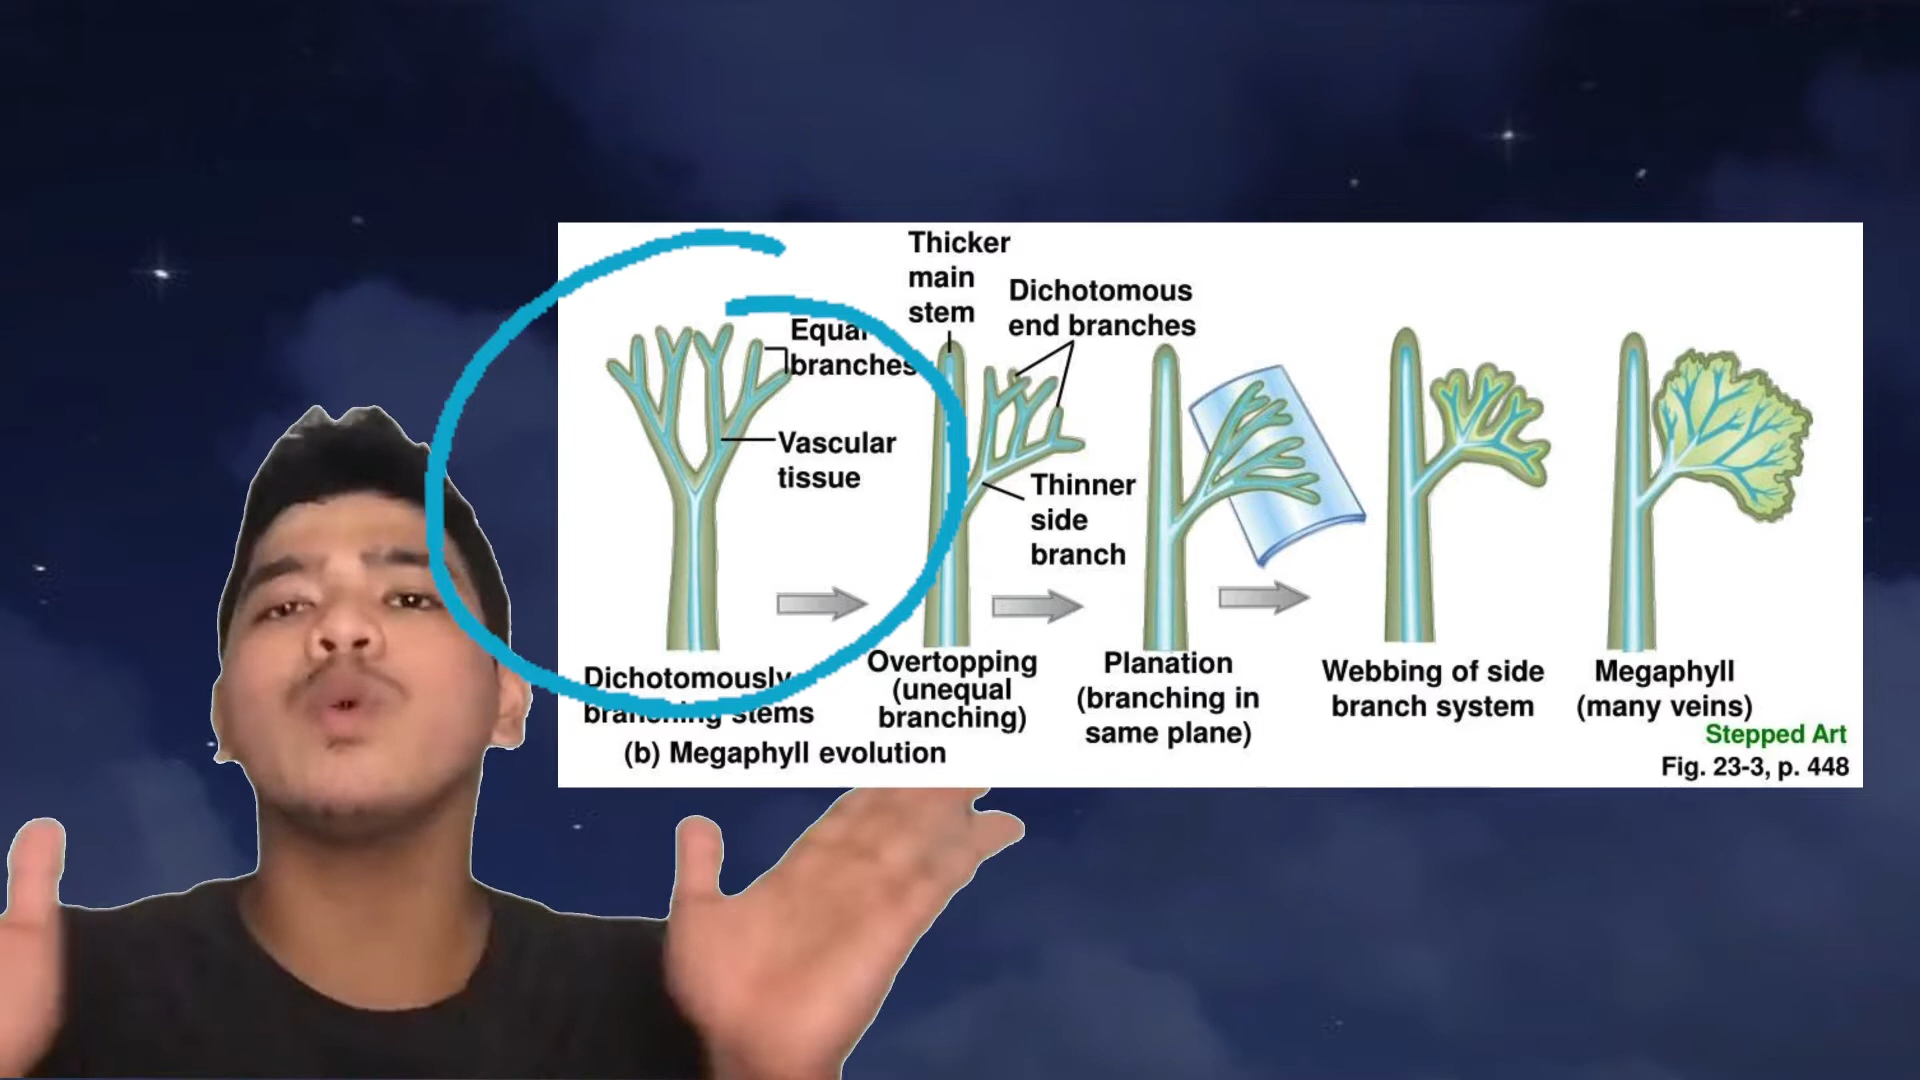 Thicker
main
stem
Dichotomous
end branches
Equal
branches
Vascular
tissue
Thinner
side
branch
Dichotomously
branching stems
Overtopping
(unequal
branching)
Planation
(branching in
same plane)
Webbing of side
branch system
Megaphyll
(many veins)
(b) Megaphyll evolution
Stepped Art
Fig. 23-3, p. 448